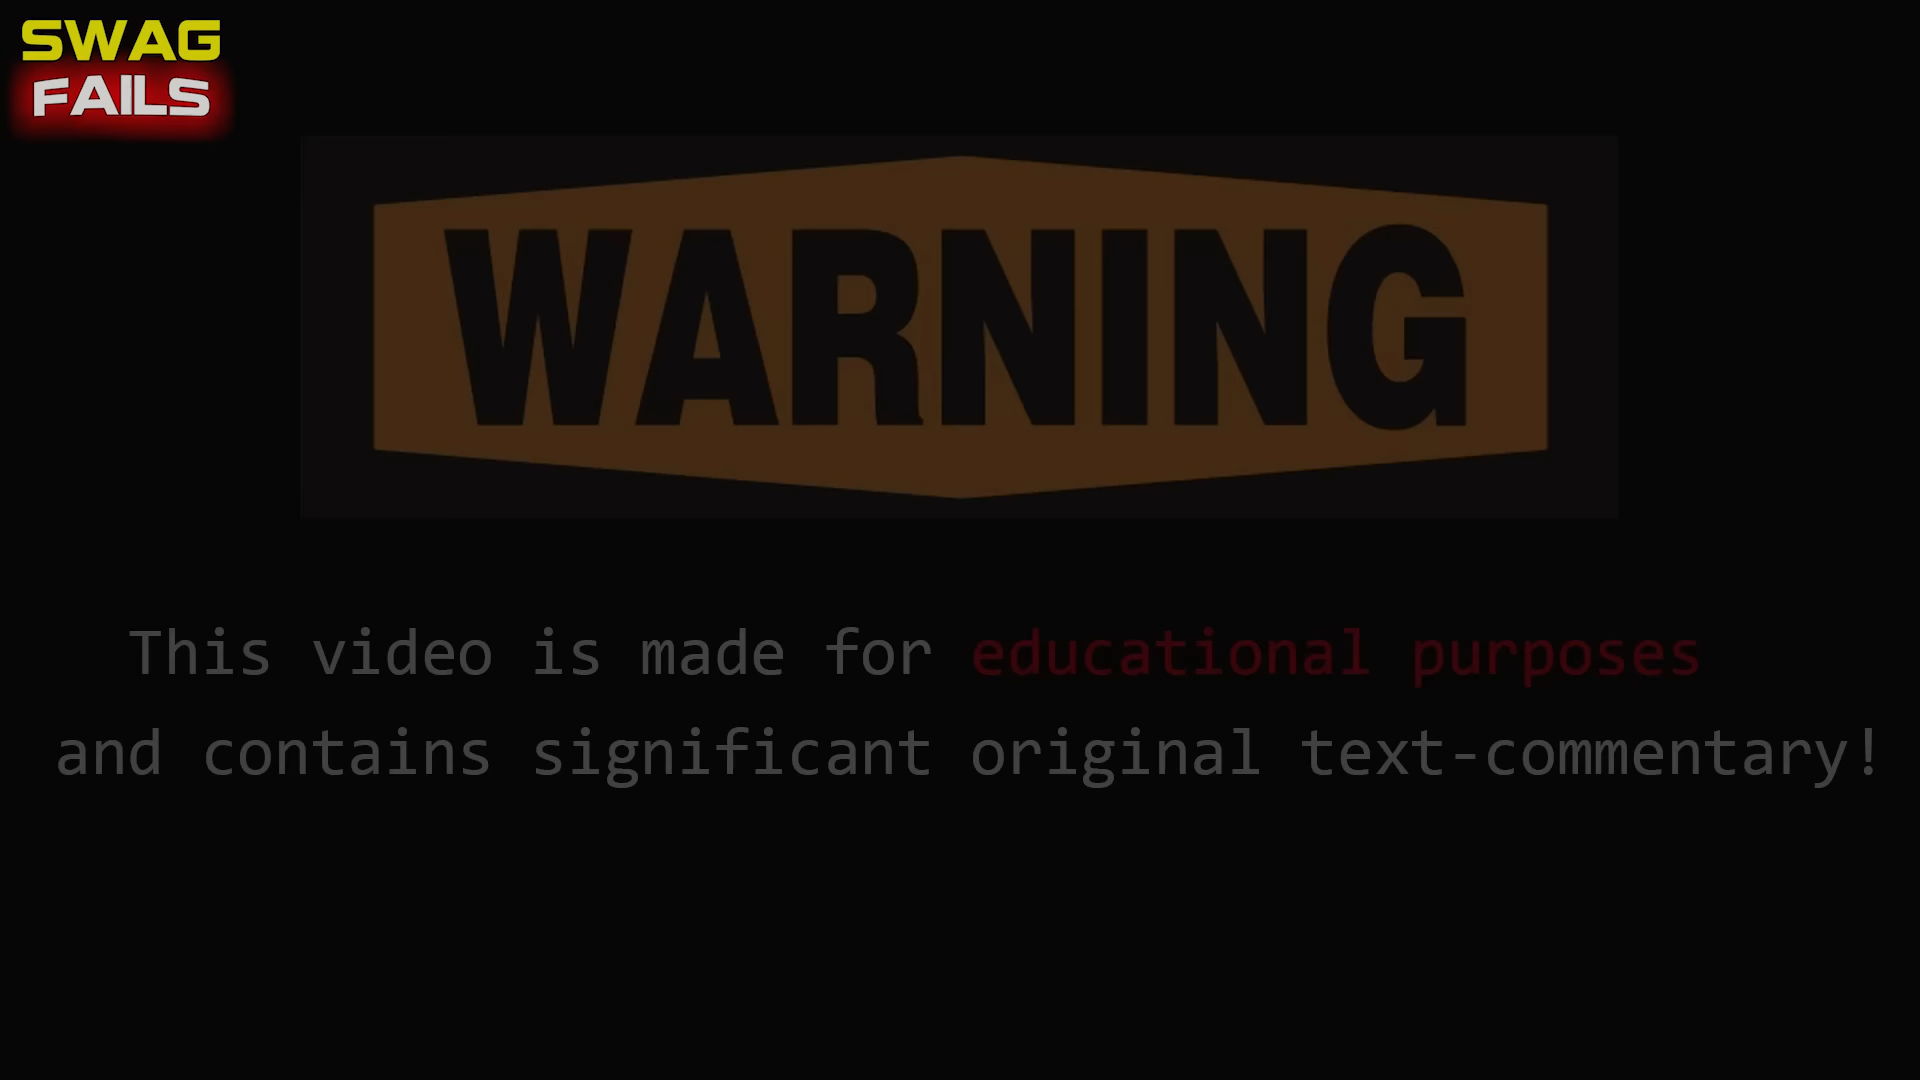 SWAG
FAILS
WARNING
This video is made for educational purposes
and contains significant original text-commentary!